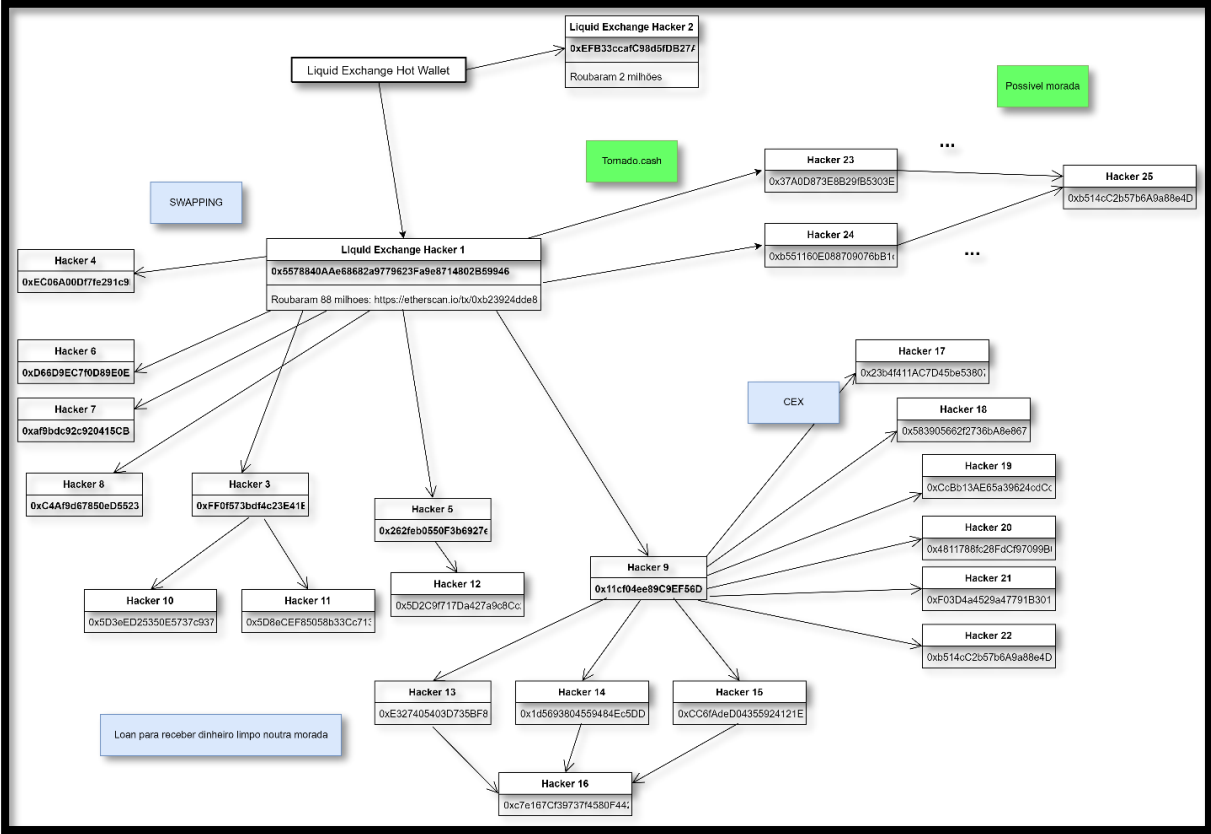 Liquid Exchange Hacker 2
0xEFB33ccafC98d5fDB27A
Roubaram 2 milhões
Liquid Exchange Hot Wallet
Possivel morada
...
Tornado.cash
Hacker 23
0x37A0D873E8B29fB5303E
Hacker 25
0xb514cC2b57b6A9a88e4D
SWAPPING
Hacker 24
0xb551160E088709076bB1
...
Liquid Exchange Hacker 1
0x5578840AAe68682a9779623Fa9e8714802B59946
Roubaram 88 milhoes: https://etherscan.io/tx/0xb23924dde8
Hacker 4
0xEC06A00Df7fe291c9
Hacker 6
0xD66D9EC7f0D89E0E
Hacker 7
0xaf9bdc92c920415CB
Hacker 17
0x23b4f411AC7D45be5380
CEX
Hacker 18
0x583905662f2736bA8e867
Hacker 19
0xCcBb13AE65a39624cdC
Hacker 20
0x4811788fc28FdCf97099B
Hacker 21
0xF03D4a4529a47791B301
Hacker 22
0xb514cC2b57b6A9a88e4D
Hacker 8
0xC4Af9d67850eD5523
Hacker 3
0xFF0f573bdf4c23E41E
Hacker 5
0x262feb0550F3b6927e
Hacker 9
0x11cf04ee89C9EF56D
Hacker 12
0x5D2C9f717Da427a9c8Cc
Hacker 10
0x5D3eED25350E5737c937
Hacker 11
0x5D8eCEF85058b33Cc71
Hacker 13
0xE327405403D735BF8
Hacker 14
0x1d5693804559484Ec5DD
Hacker 15
0xCC6fAdeD04355924121E
Loan para receber dinheiro limpo noutra morada
Hacker 16
0xc7e167Cf39737f4580F44